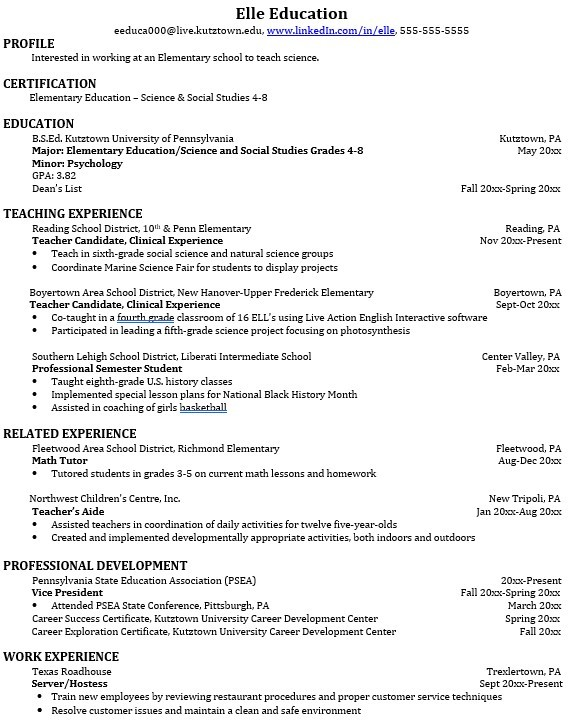 Elle Education
eeduca000@live.kutztown.edu, www.linkedIn.com/in/elle, 555-555-5555
PROFILE
Interested in working at an Elementary school to teach science.
CERTIFICATION
Elementary Education – Science & Social Studies 4-8
EDUCATION
B.S.Ed. Kutztown University of Pennsylvania Kutztown, PA
Major: Elementary Education/Science and Social Studies Grades 4-8 May 20xx
Minor: Psychology
GPA: 3.82
Dean's List Fall 20xx-Spring 20xx
TEACHING EXPERIENCE
Reading School District, 10th & Penn Elementary Reading, PA
Teacher Candidate, Clinical Experience Nov 20xx-Present
• Teach in sixth-grade social science and natural science groups
• Coordinate Marine Science Fair for students to display projects
Boyertown Area School District, New Hanover-Upper Frederick Elementary Boyertown, PA
Teacher Candidate, Clinical Experience Sept-Oct 20xx
• Co-taught in a fourth grade classroom of 16 ELL's using Live Action English Interactive software
• Participated in leading a fifth-grade science project focusing on photosynthesis
Southern Lehigh School District, Liberati Intermediate School Center Valley, PA
Professional Semester Student Feb-Mar 20xx
• Taught eighth-grade U.S. history classes
• Implemented special lesson plans for National Black History Month
• Assisted in coaching of girls basketball
RELATED EXPERIENCE
Fleetwood Area School District, Richmond Elementary Fleetwood, PA
Math Tutor Aug-Dec 20xx
• Tutored students in grades 3-5 on current math lessons and homework
Northwest Children's Centre, Inc. New Tripoli, PA
Teacher's Aide Jan 20xx-Aug 20xx
• Assisted teachers in coordination of daily activities for twelve five-year-olds
• Created and implemented developmentally appropriate activities, both indoors and outdoors
PROFESSIONAL DEVELOPMENT
Pennsylvania State Education Association (PSEA) 20xx-Present
Vice President Fall 20xx-Spring 20xx
• Attended PSEA State Conference, Pittsburgh, PA March 20xx
Career Success Certificate, Kutztown University Career Development Center Spring 20xx
Career Exploration Certificate, Kutztown University Career Development Center Fall 20xx
WORK EXPERIENCE
Texas Roadhouse Trexlertown, PA
Server/Hostess Sept 20xx-Present
• Train new employees by reviewing restaurant procedures and proper customer service techniques
• Resolve customer issues and maintain a clean and safe environment